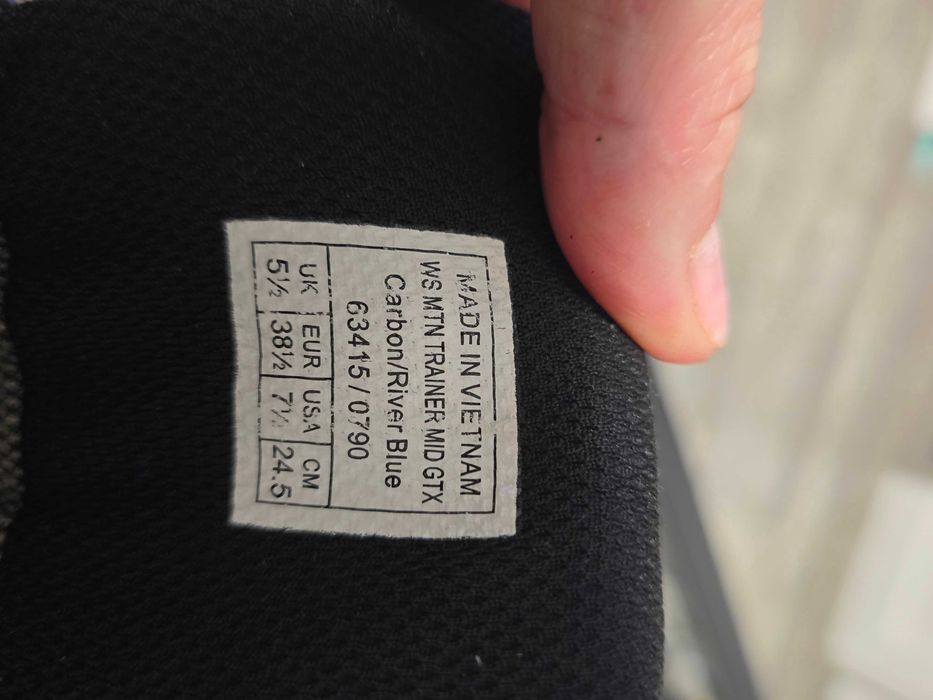 MADE IN VIETNAM
WS MTN TRAINER MID GTX
Carbon/River Blue
63415 / 0790
UK EUR USA CM
5½ 38½ 7½ 24.5